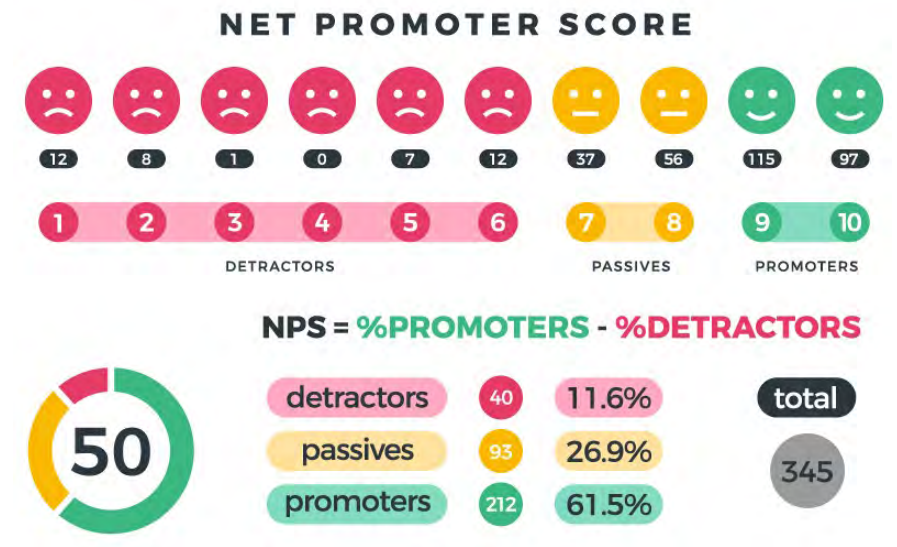 NET PROMOTER SCORE
12 8 1 0 7 12 37 56 115 97
1 2 3 4 5 6 7 8 9 10
DETRACTORS PASSIVES PROMOTERS
NPS = %PROMOTERS - %DETRACTORS
detractors 40 11.6% total
50 passives 93 26.9% 345
promoters 212 61.5%